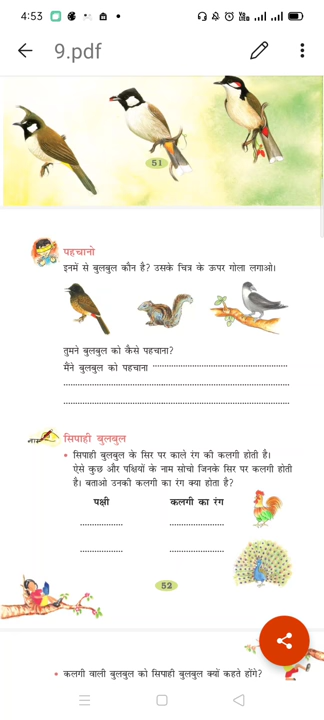 4:53
9.pdf
51
पहचानो
इनमें से बुलबुल कौन है? उसके चित्र के ऊपर गोला लगाओ।
तुमने बुलबुल को कैसे पहचाना?
मैंने बुलबुल को पहचाना
सिपाही बुलबुल
• सिपाही बुलबुल के सिर पर काले रंग की कलगी होती है।
ऐसे कुछ और पक्षियों के नाम सोचो जिनके सिर पर कलगी होती
है। बताओ उनकी कलगी का रंग क्या होता है?
पक्षी कलगी का रंग
52
• कलगी वाली बुलबुल को सिपाही बुलबुल क्यों कहते होंगे?